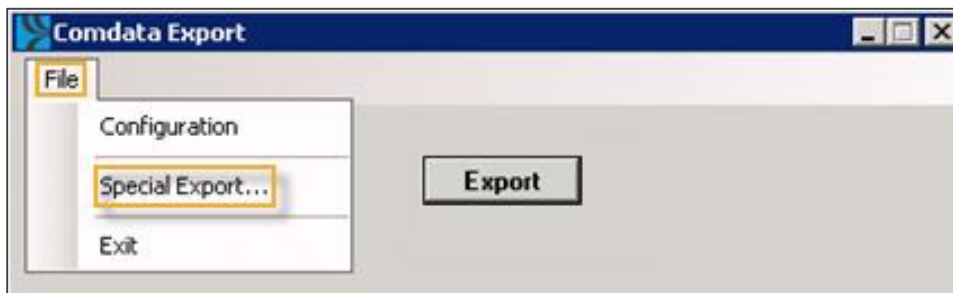 Comdata Export
File
Configuration
Special Export...
Export
Exit